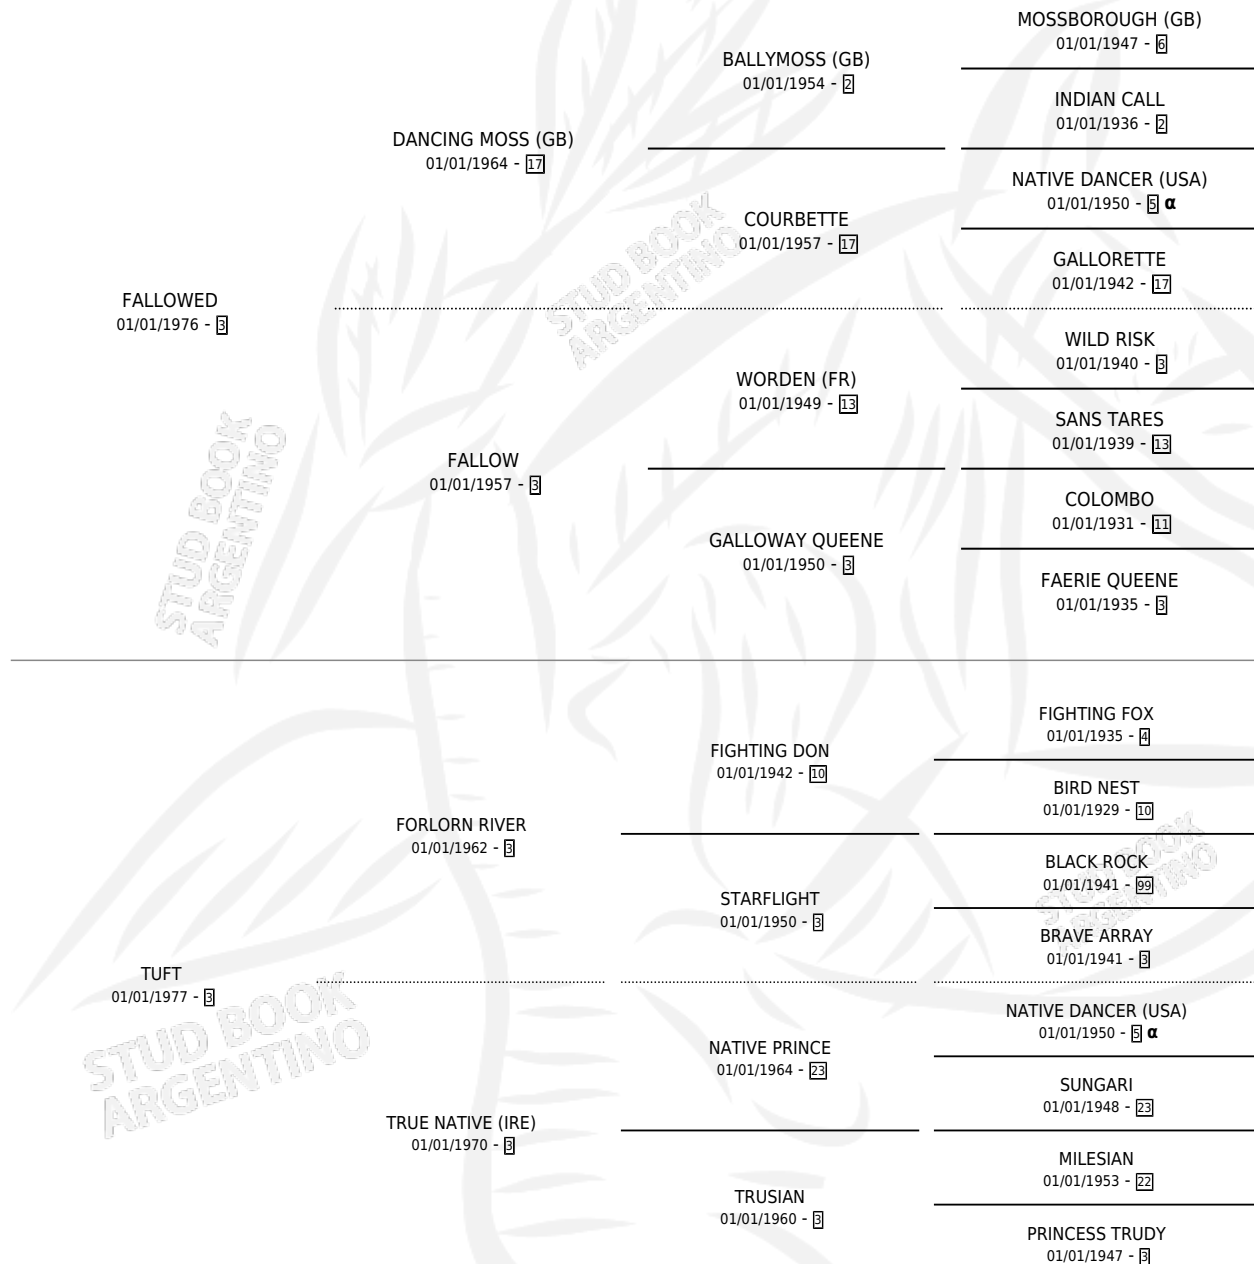 MOSSBOROUGH (GB)
01/01/1947 - 6
BALLYMOSS (GB)
01/01/1954 - 2
INDIAN CALL
01/01/1936 - 2
DANCING MOSS (GB)
01/01/1964 - 17
NATIVE DANCER (USA)
01/01/1950 - 5 α
COURBETTE
01/01/1957 - 17
GALLORETTE
01/01/1942 - 17
FALLOWED
01/01/1976 - 3
WILD RISK
01/01/1940 - 3
WORDEN (FR)
01/01/1949 - 13
SANS TARES
01/01/1939 - 13
FALLOW
01/01/1957 - 3
COLOMBO
01/01/1931 - 11
GALLOWAY QUEENE
01/01/1950 - 3
FAERIE QUEENE
01/01/1935 - 3
FIGHTING FOX
01/01/1935 - 4
FIGHTING DON
01/01/1942 - 10
BIRD NEST
01/01/1929 - 10
FORLORN RIVER
01/01/1962 - 3
BLACK ROCK
01/01/1941 - 99
STARFLIGHT
01/01/1950 - 3
BRAVE ARRAY
01/01/1941 - 3
TUFT
01/01/1977 - 3
NATIVE DANCER (USA)
01/01/1950 - 5 α
NATIVE PRINCE
01/01/1964 - 23
SUNGARI
01/01/1948 - 23
TRUE NATIVE (IRE)
01/01/1970 - 3
MILESIAN
01/01/1953 - 22
TRUSIAN
01/01/1960 - 3
PRINCESS TRUDY
01/01/1947 - 3
STUD BOOK
ARGENTINO
STUD BOOK
ARGENTINO
STUD BOOK
ARGENTINO
STUD BOOK
ARGENTINO